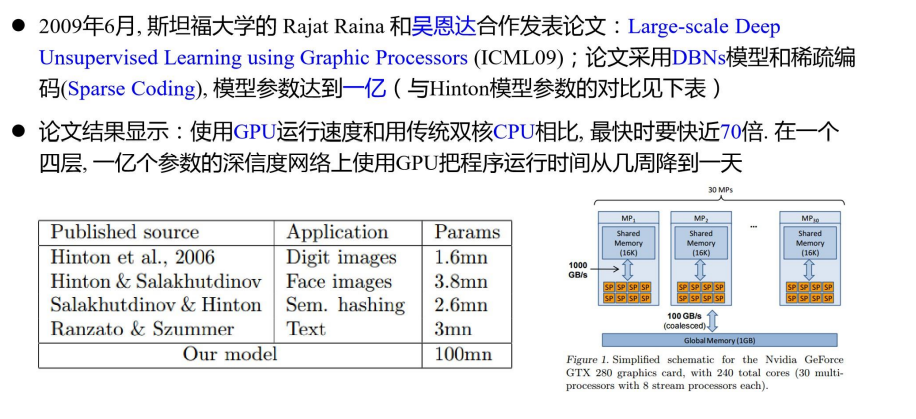 ● 2009年6月, 斯坦福大学的 Rajat Raina 和吴恩达合作发表论文：Large-scale Deep
Unsupervised Learning using Graphic Processors (ICML09)；论文采用DBNs模型和稀疏编
码(Sparse Coding), 模型参数达到一亿（与Hinton模型参数的对比见下表）
● 论文结果显示：使用GPU运行速度和用传统双核CPU相比, 最快时要快近70倍. 在一个
四层, 一亿个参数的深信度网络上使用GPU把程序运行时间从几周降到一天
Published source Application Params
Hinton et al., 2006 Digit images 1.6mn
Hinton & Salakhutdinov Face images 3.8mn
Salakhutdinov & Hinton Sem. hashing 2.6mn
Ranzato & Szummer Text 3mn
Our model 100mn
30 MPs
MP1 MP2 ... MP30
Shared Memory (16K) Shared Memory (16K) Shared Memory (16K)
1000 GB/s
SP SP SP SP SP SP SP SP SP SP SP SP
SP SP SP SP SP SP SP SP SP SP SP SP
100 GB/s
(coalesced)
Global Memory (1GB)
Figure 1. Simplified schematic for the Nvidia GeForce
GTX 280 graphics card, with 240 total cores (30 multi-
processors with 8 stream processors each).